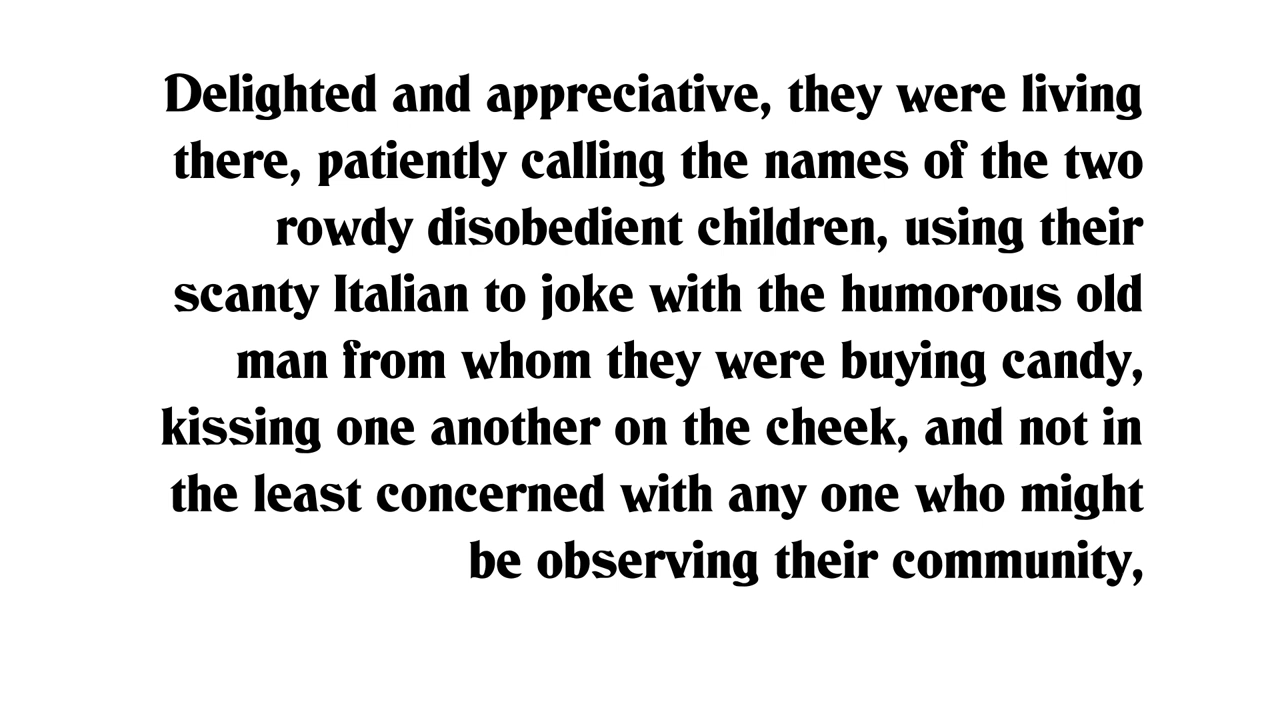 Delighted and appreciative, they were living
there, patiently calling the names of the two
rowdy disobedient children, using their
scanty Italian to joke with the humorous old
man from whom they were buying candy,
kissing one another on the cheek, and not in
the least concerned with any one who might
be observing their community,